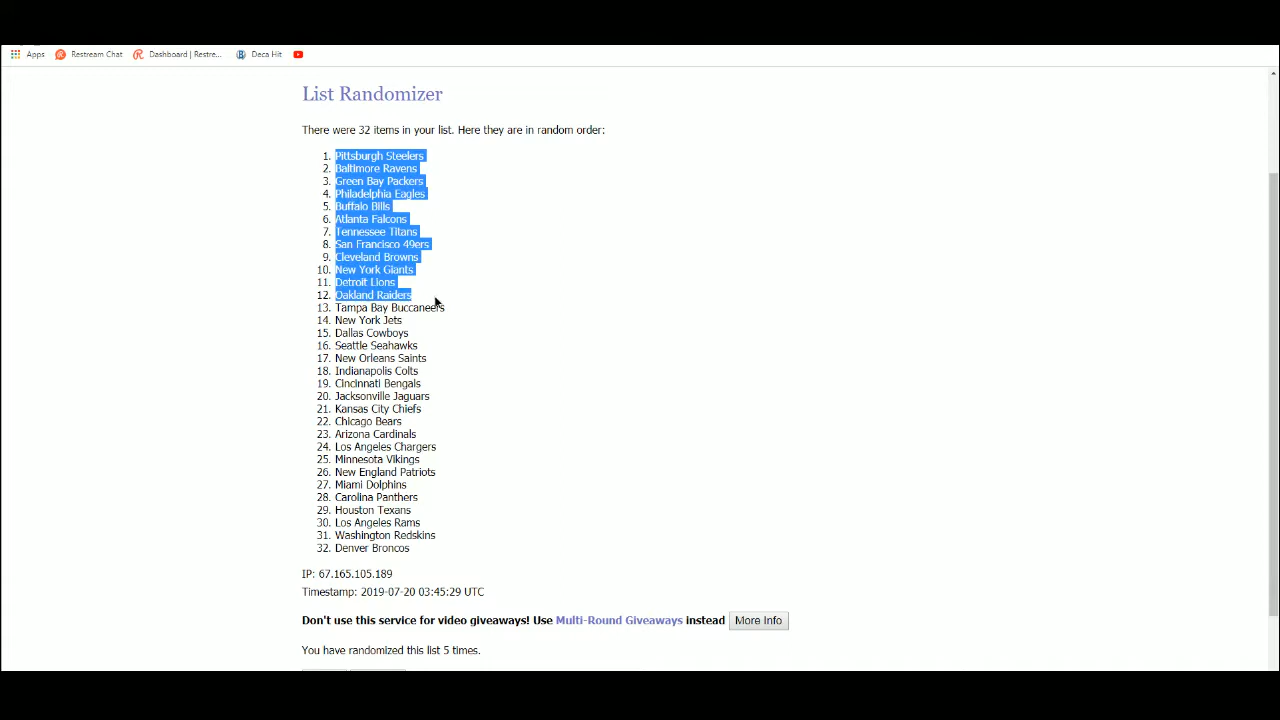 Apps Restream Chat Dashboard | Restre... Deca Hit
List Randomizer
There were 32 items in your list. Here they are in random order:
1. Pittsburgh Steelers
2. Baltimore Ravens
3. Green Bay Packers
4. Philadelphia Eagles
5. Buffalo Bills
6. Atlanta Falcons
7. Tennessee Titans
8. San Francisco 49ers
9. Cleveland Browns
10. New York Giants
11. Detroit Lions
12. Oakland Raiders
13. Tampa Bay Buccaneers
14. New York Jets
15. Dallas Cowboys
16. Seattle Seahawks
17. New Orleans Saints
18. Indianapolis Colts
19. Cincinnati Bengals
20. Jacksonville Jaguars
21. Kansas City Chiefs
22. Chicago Bears
23. Arizona Cardinals
24. Los Angeles Chargers
25. Minnesota Vikings
26. New England Patriots
27. Miami Dolphins
28. Carolina Panthers
29. Houston Texans
30. Los Angeles Rams
31. Washington Redskins
32. Denver Broncos
IP: 67.165.105.189
Timestamp: 2019-07-20 03:45:29 UTC
Don't use this service for video giveaways! Use Multi-Round Giveaways instead More Info
You have randomized this list 5 times.